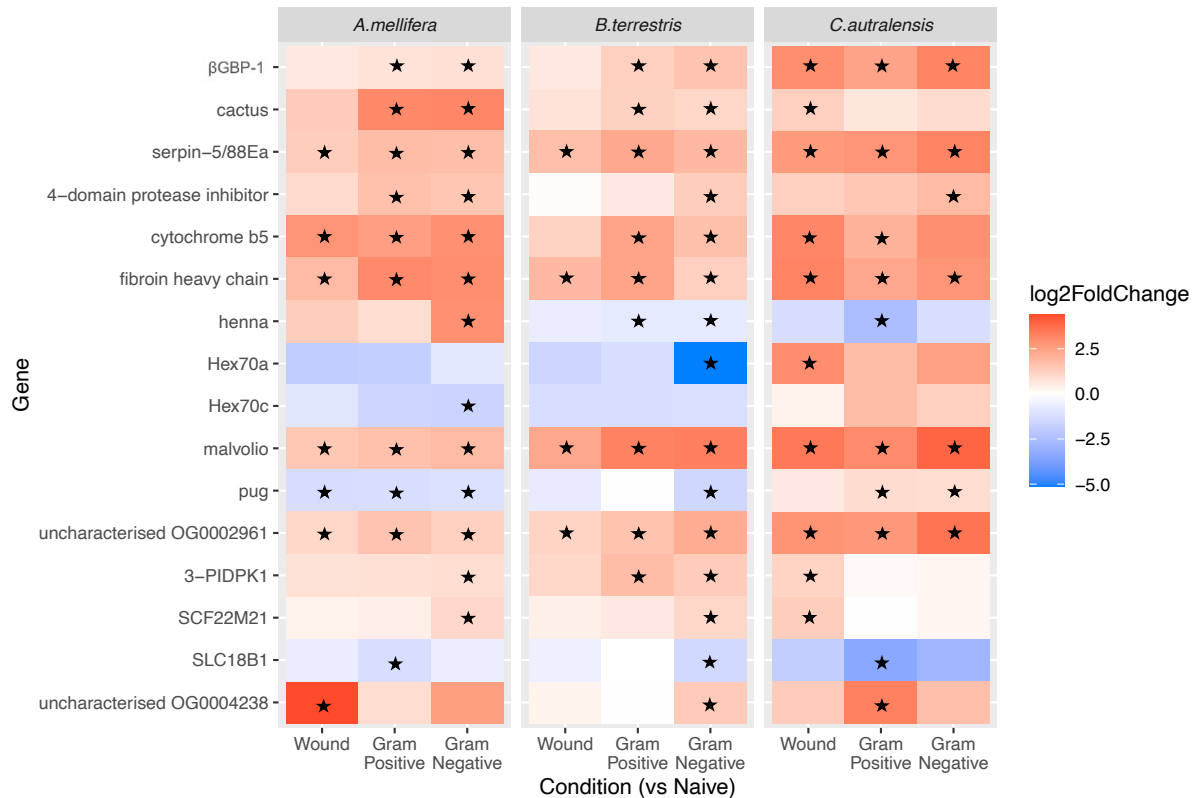 A.mellifera
B.terrestris
C.autralensis
βGBP-1
cactus
serpin−5/88Ea
4−domain protease inhibitor
cytochrome b5
fibroin heavy chain
henna
Hex70a
Hex70c
malvolio
pug
uncharacterised OG0002961
3−PIDPK1
SCF22M21
SLC18B1
uncharacterised OG0004238
Gene
Wound
Gram
Positive
Gram
Negative
Wound
Gram
Positive
Gram
Negative
Wound
Gram
Positive
Gram
Negative
Condition (vs Naive)
log2FoldChange
2.5
0.0
−2.5
−5.0